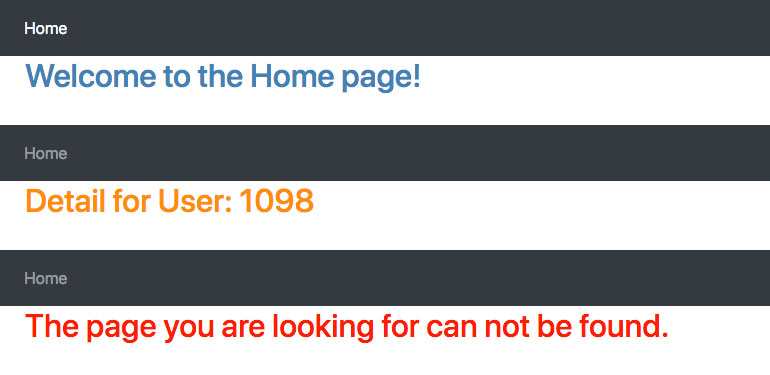 Home
Welcome to the Home page!
Home
Detail for User: 1098
Home
The page you are looking for can not be found.